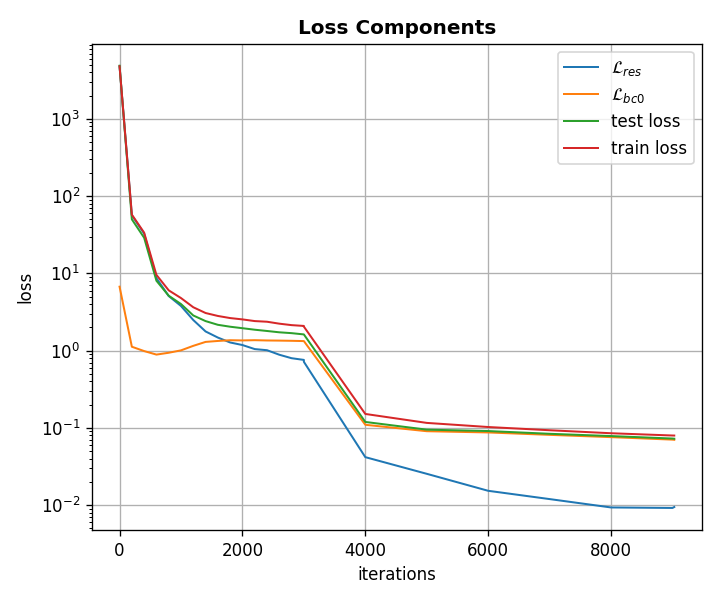 Loss Components
ℒ_res
ℒ_bc0
test loss
train loss
10^3
10^2
10^1
10^0
10^-1
10^-2
loss
0 2000 4000 6000 8000
iterations